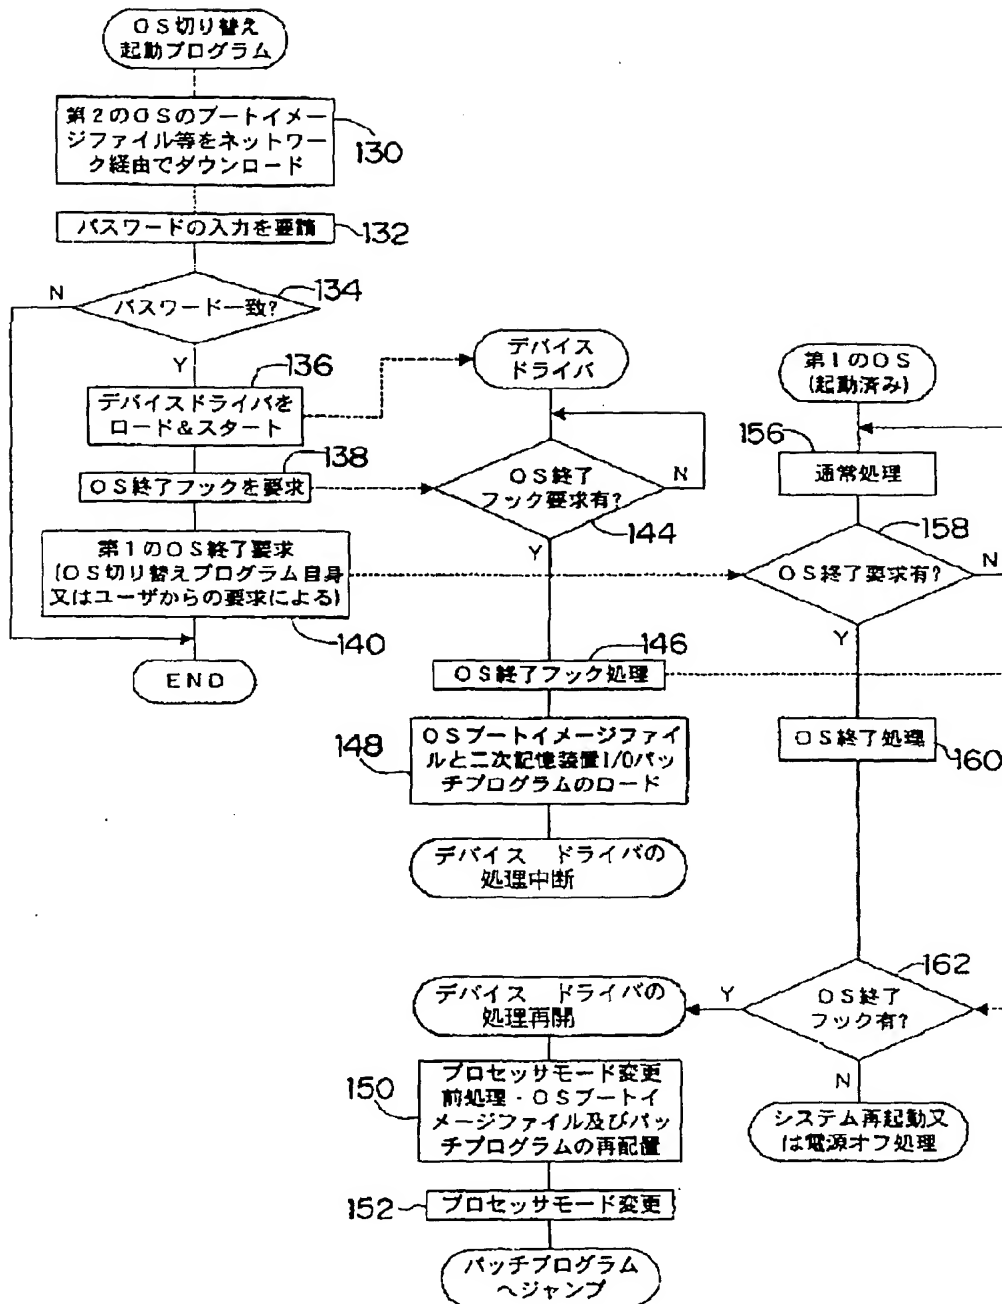 OS切り替え
起動プログラム
第2のOSのブートイメー
ジファイル等をネットワー
ク経由でダウンロード
130
パスワードの入力を要請
132
N
パスワード一致?
134
Y
136
デバイスドライバを
ロード&スタート
138
OS終了フックを要求
第1のOS終了要求
(OS切り替えプログラム自身
又はユーザからの要求による)
140
END
デバイス
ドライバ
OS終了
フック要求有?
N
144
Y
146
OS終了フック処理
148
OSブートイメージファイ
ルと二次記憶装置I/Oパッ
チプログラムのロード
デバイス ドライバの
処理中断
第1のOS
(起動済み)
156
通常処理
158
OS終了要求有?
N
Y
OS終了処理
160
162
OS終了
フック有?
Y
N
システム再起動又
は電源オフ処理
デバイス ドライバの
処理再開
150
プロセッサモード変更
前処理・OSブートイ
メージファイル及びパッ
チプログラムの再配置
152
プロセッサモード変更
パッチプログラム
へジャンプ